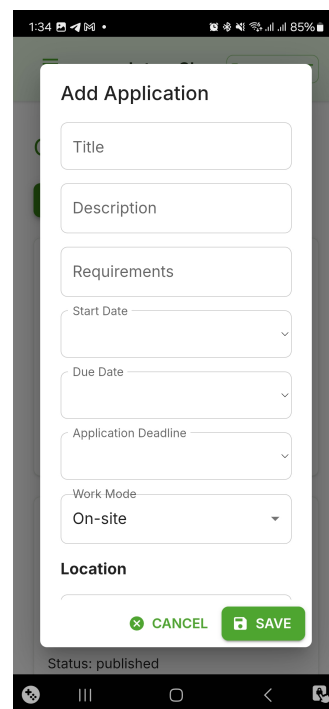 1:34
85%
Add Application
Title
Description
Requirements
Start Date
Due Date
Application Deadline
Work Mode
On-site
Location
CANCEL
SAVE
Status: published